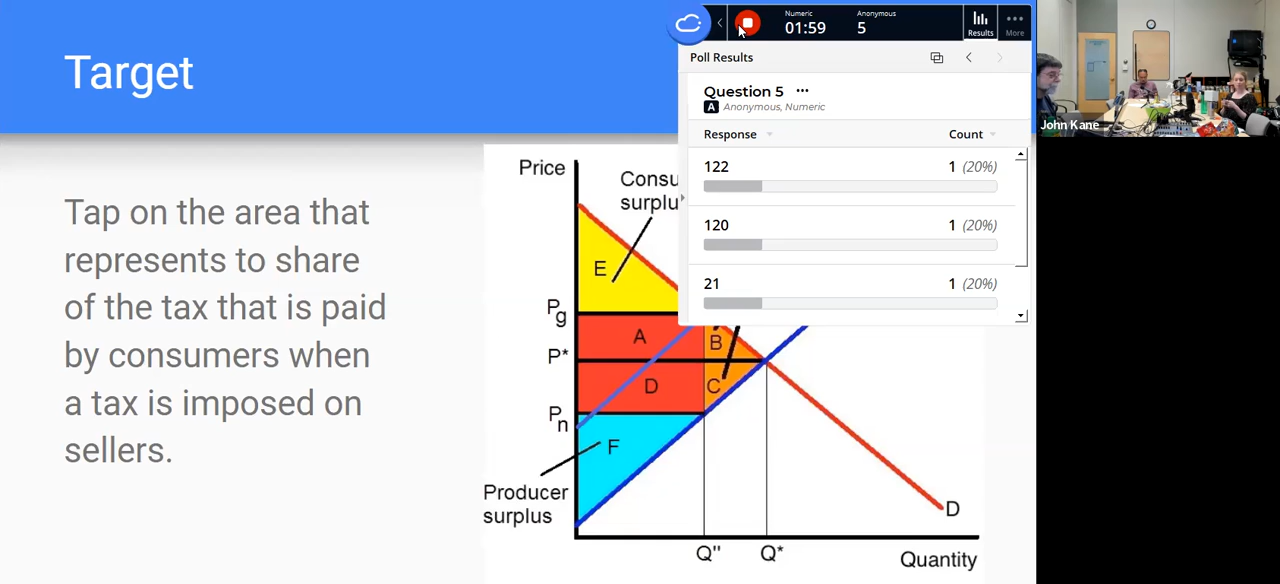 Target
Numeric
01:59
Anonymous
5
Results
More
Poll Results
Question 5 •••
A Anonymous, Numeric
Response
Count
122
1 (20%)
120
1 (20%)
21
1 (20%)
John Kane
Tap on the area that
represents to share
of the tax that is paid
by consumers when
a tax is imposed on
sellers.
Price
Consu
surplu
E
Pg
A
B
P*
D
C
Pn
F
Producer
surplus
D
Q"
Q*
Quantity